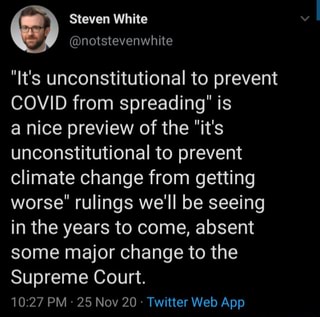 Steven White
@notstevenwhite
"It's unconstitutional to prevent
COVID from spreading" is
a nice preview of the "it's
unconstitutional to prevent
climate change from getting
worse" rulings we'll be seeing
in the years to come, absent
some major change to the
Supreme Court.
10:27 PM · 25 Nov 20 · Twitter Web App